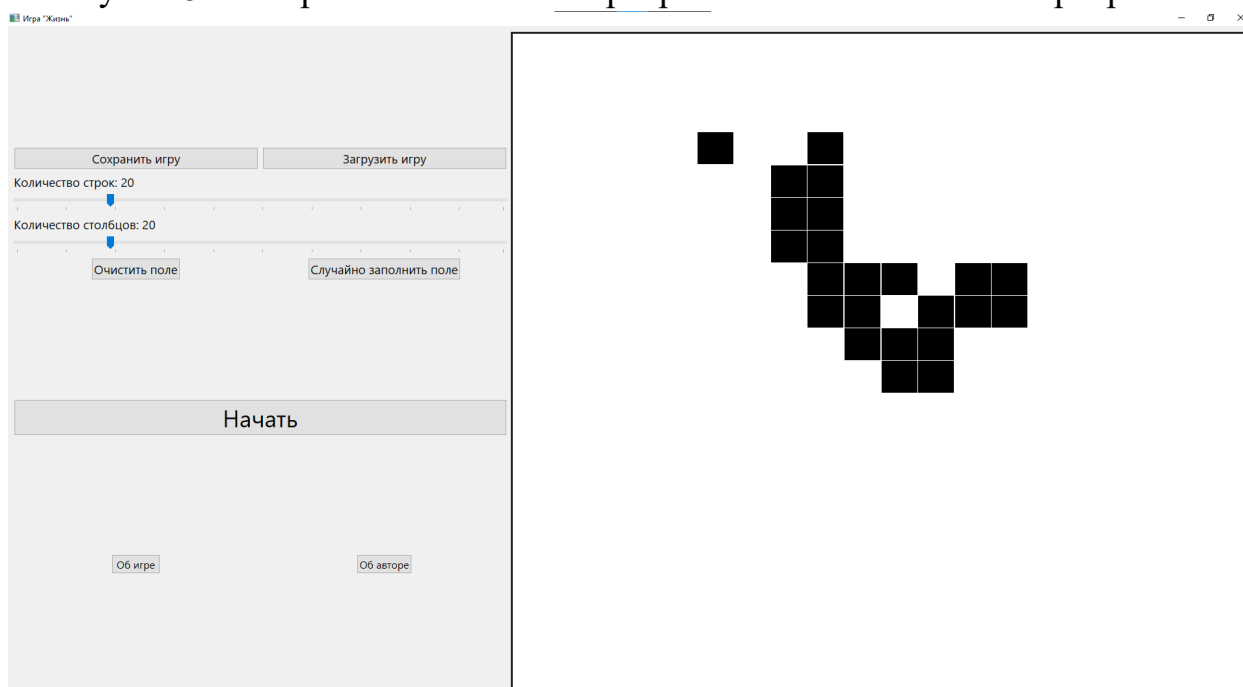 Игра "Жизнь"
Сохранить игру Загрузить игру
Количество строк: 20
Количество столбцов: 20
Очистить поле Случайно заполнить поле
Начать
Об игре Об авторе